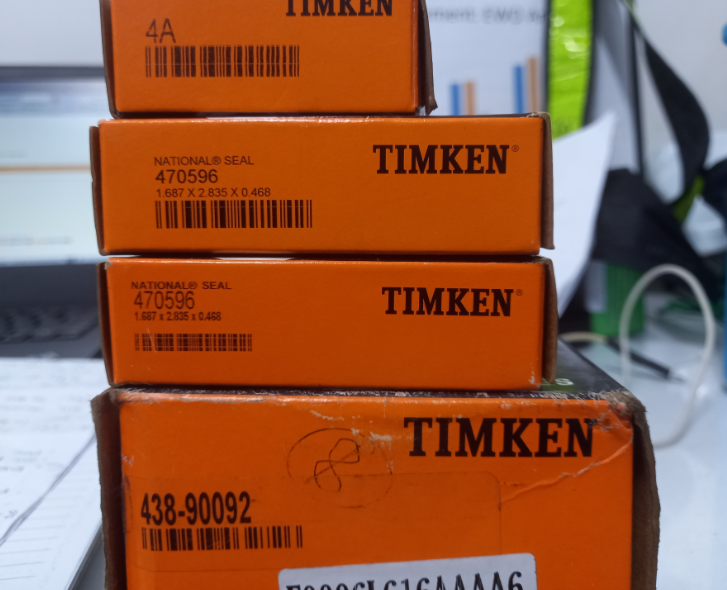 TIMKEN
4A
NATIONAL® SEAL
470596
1.687 X 2.835 X 0.468
TIMKEN®
NATIONAL® SEAL
470596
1.687 x 2.835 x 0.468
TIMKEN®
TIMKEN
438-90092